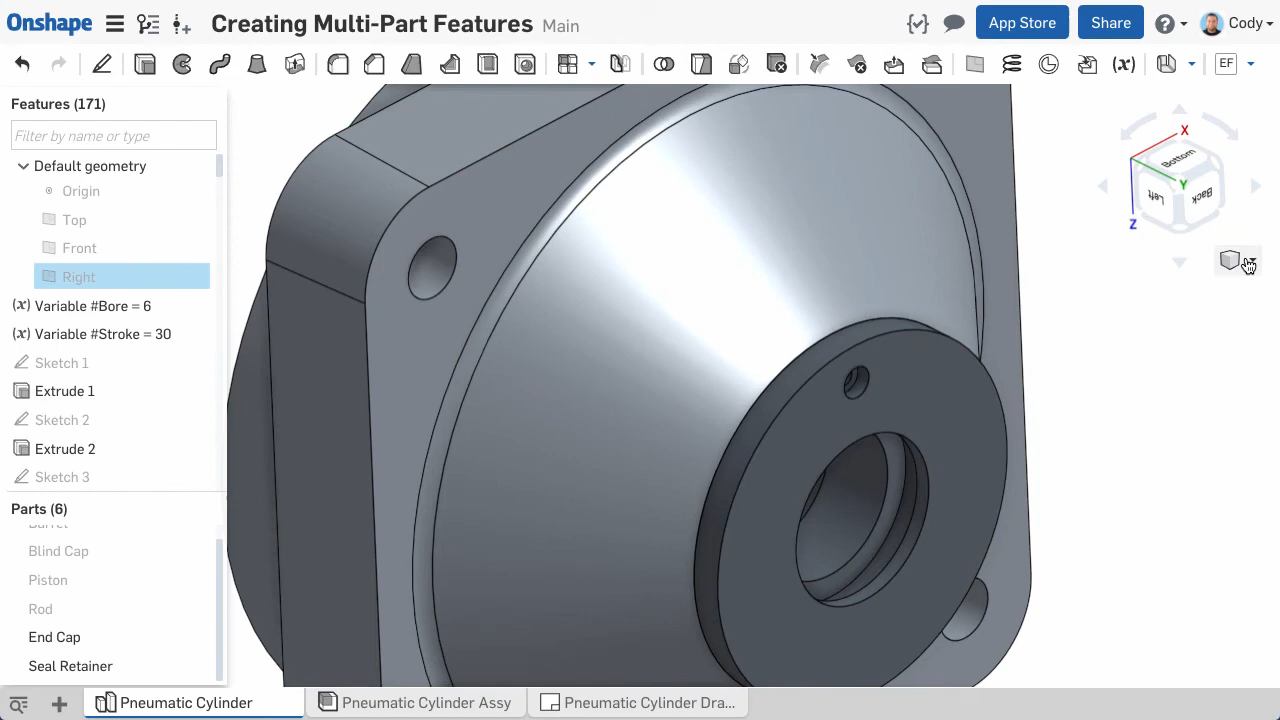 Onshape
Creating Multi-Part Features Main
App Store
Share
Cody
(x)
EF
Features (171)
Filter by name or type
Default geometry
Origin
Top
Front
Right
(x) Variable #Bore = 6
(x) Variable #Stroke = 30
Sketch 1
Extrude 1
Sketch 2
Extrude 2
Sketch 3
Parts (6)
Barrel
Blind Cap
Piston
Rod
End Cap
Seal Retainer
X
Bottom
Y
Left
Back
Z
Pneumatic Cylinder
Pneumatic Cylinder Assy
Pneumatic Cylinder Dra...